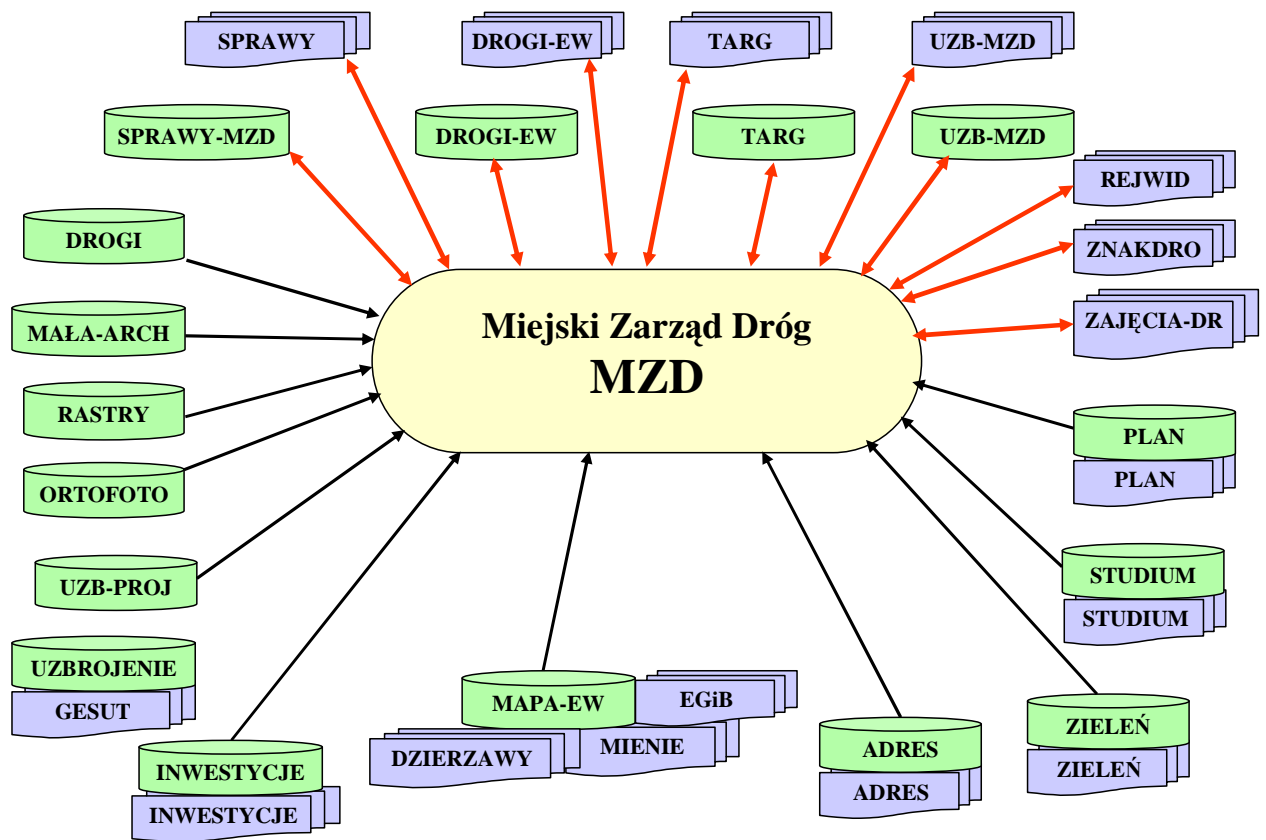 SPRAWY
DROGI-EW
TARG
UZB-MZD
SPRAWY-MZD
DROGI-EW
TARG
UZB-MZD
REJWID
DROGI
ZNAKDRO
MAŁA-ARCH
Miejski Zarząd Dróg
MZD
ZAJĘCIA-DR
RASTRY
PLAN
PLAN
ORTOFOTO
UZB-PROJ
STUDIUM
STUDIUM
UZBROJENIE
GESUT
MAPA-EW
EGiB
DZIERZAWY
MIENIE
ADRES
ADRES
ZIELEŃ
ZIELEŃ
INWESTYCJE
INWESTYCJE